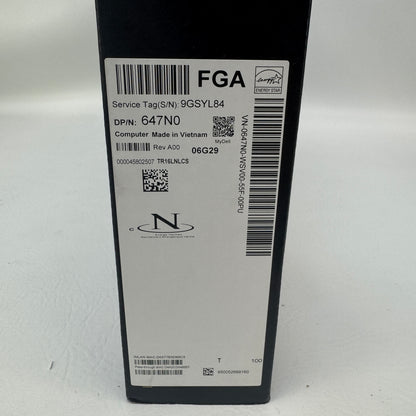 FGA
ENERGY STAR
Service Tag(S/N): 9GSYL84
DP/N: 647N0
Computer Made in Vietnam
MyDell
Rev A00
06G29
000045802507 TR16LNLCS
VN-0647N0-WSV00-55F-00PU
c N
T 100